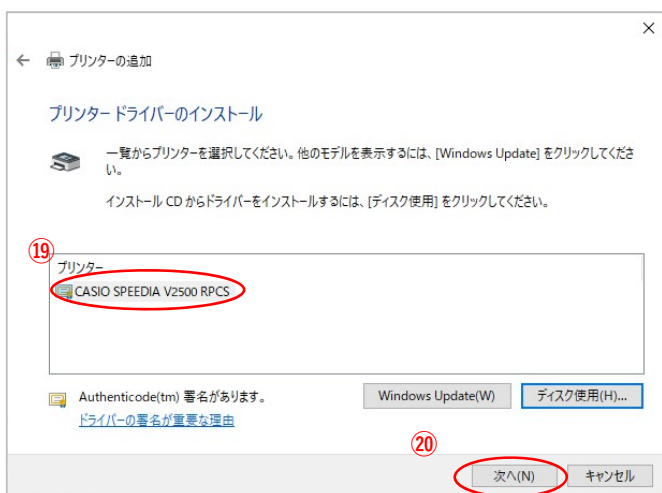 ×
← プリンターの追加
プリンター ドライバーのインストール
一覧からプリンターを選択してください。他のモデルを表示するには、[Windows Update] をクリックしてくださ
い。
インストール CD からドライバーをインストールするには、[ディスク使用] をクリックしてください。
⑲
プリンター
CASIO SPEEDIA V2500 RPCS
Authenticode(tm) 署名があります。
Windows Update(W)
ディスク使用(H)...
ドライバーの署名が重要な理由
⑳
次へ(N)
キャンセル